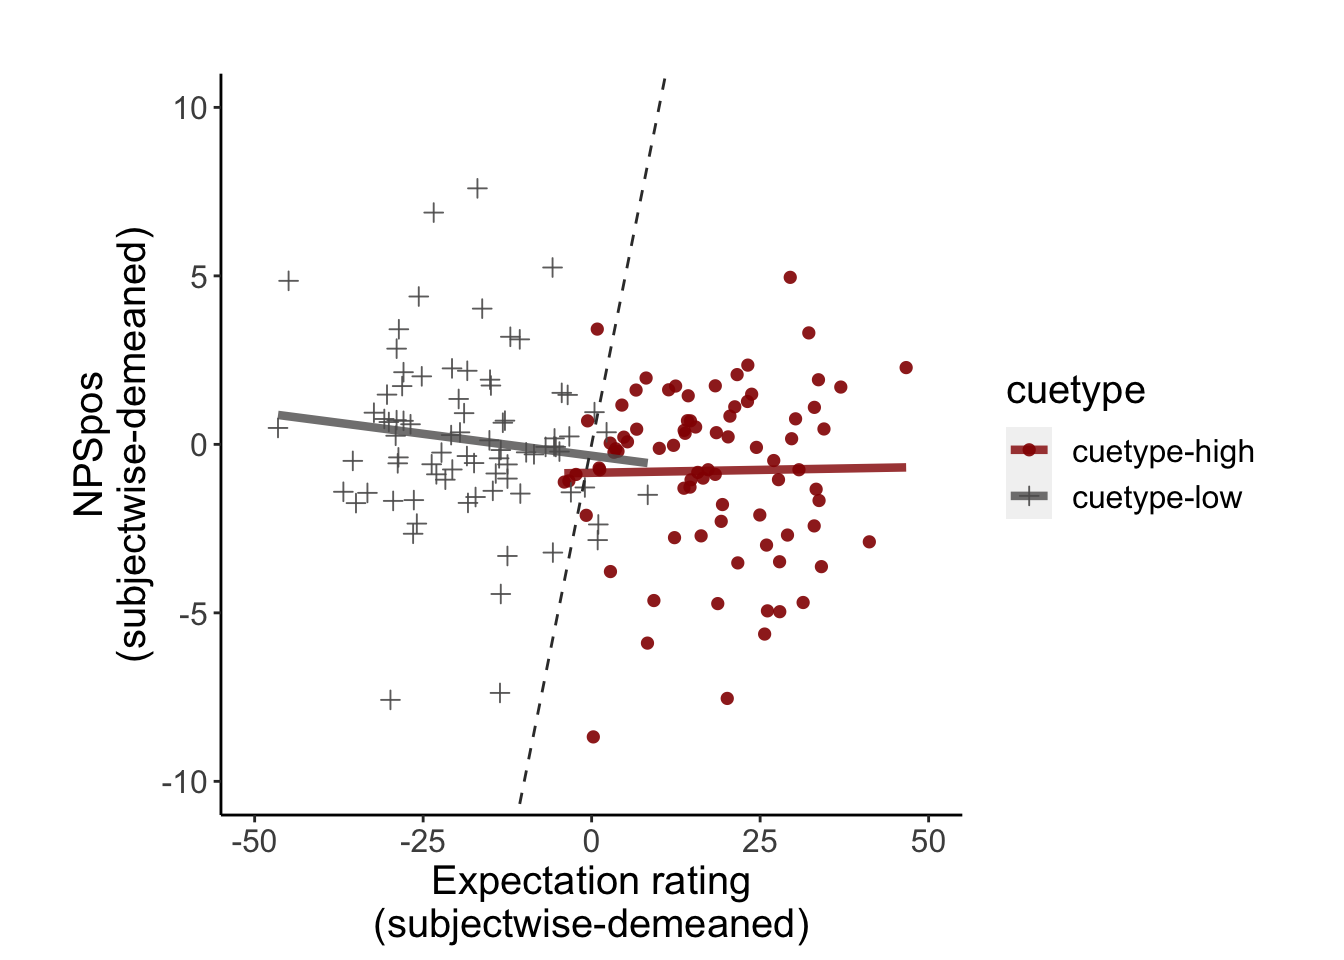 10
5
0
-5
-10
NPSpos
(subjectwise-demeaned)
-50
-25
0
25
50
Expectation rating
(subjectwise-demeaned)
cuetype
cuetype-high
cuetype-low